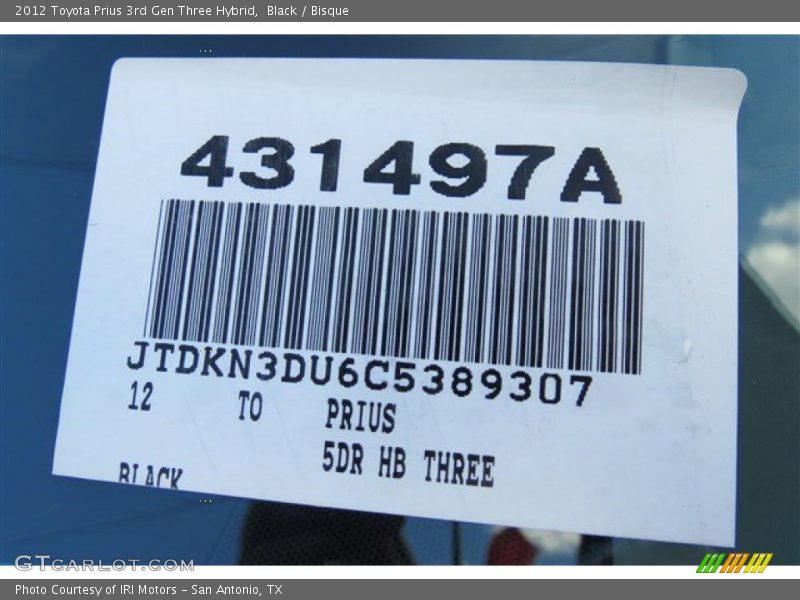 2012 Toyota Prius 3rd Gen Three Hybrid,  Black / Bisque
431497A
JTDKN3DU6C5389307
12 TO PRIUS
5DR HB THREE
BLACK
GTCARLOT.COM
Photo Courtesy of IRI Motors - San Antonio, TX